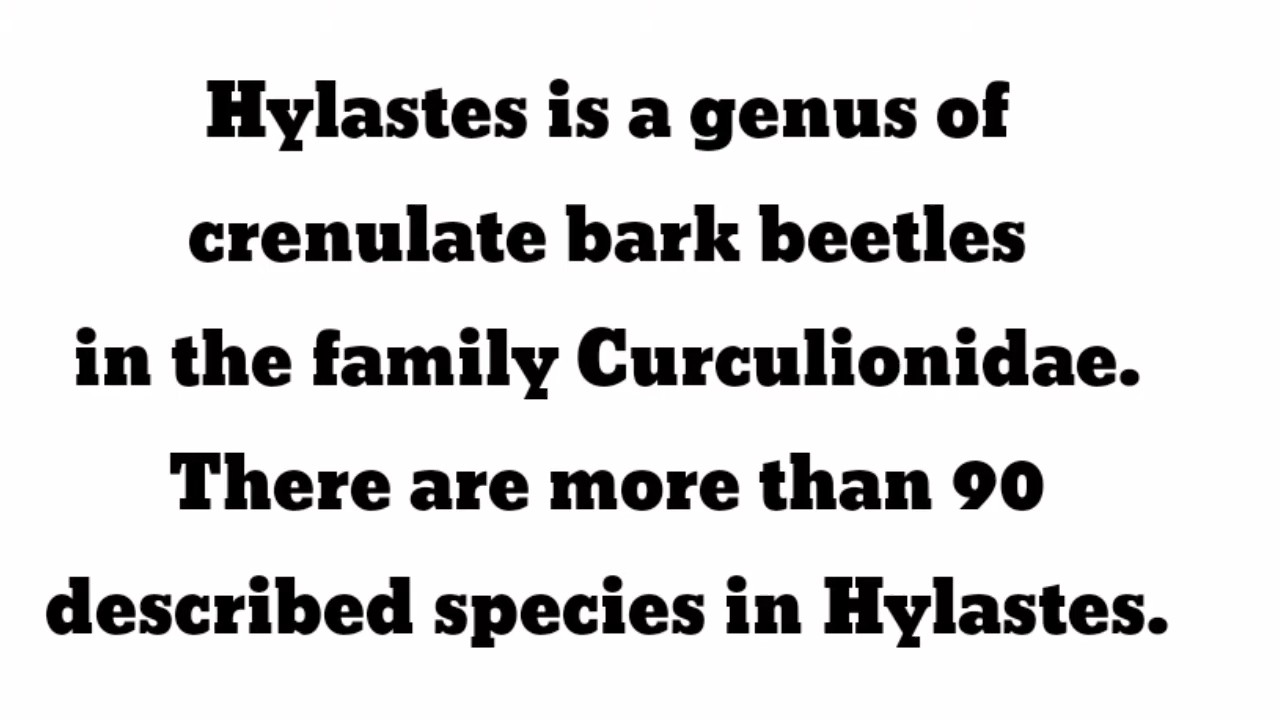 Hylastes is a genus of
crenulate bark beetles
in the family Curculionidae.
There are more than 90
described species in Hylastes.